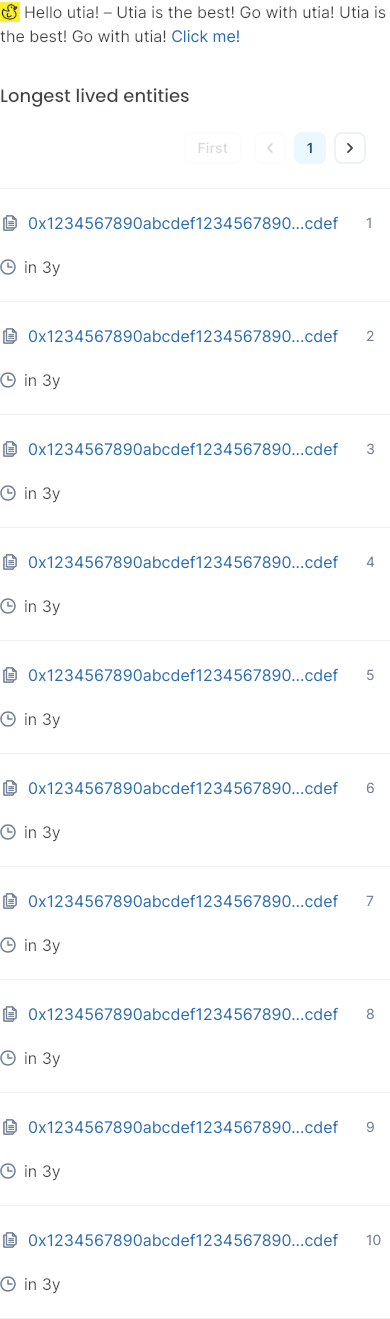 Hello utia! – Utia is the best! Go with utia! Utia is
the best! Go with utia! Click me!
Longest lived entities
First
1
0x1234567890abcdef1234567890...cdef 1
in 3y
0x1234567890abcdef1234567890...cdef 2
in 3y
0x1234567890abcdef1234567890...cdef 3
in 3y
0x1234567890abcdef1234567890...cdef 4
in 3y
0x1234567890abcdef1234567890...cdef 5
in 3y
0x1234567890abcdef1234567890...cdef 6
in 3y
0x1234567890abcdef1234567890...cdef 7
in 3y
0x1234567890abcdef1234567890...cdef 8
in 3y
0x1234567890abcdef1234567890...cdef 9
in 3y
0x1234567890abcdef1234567890...cdef 10
in 3y